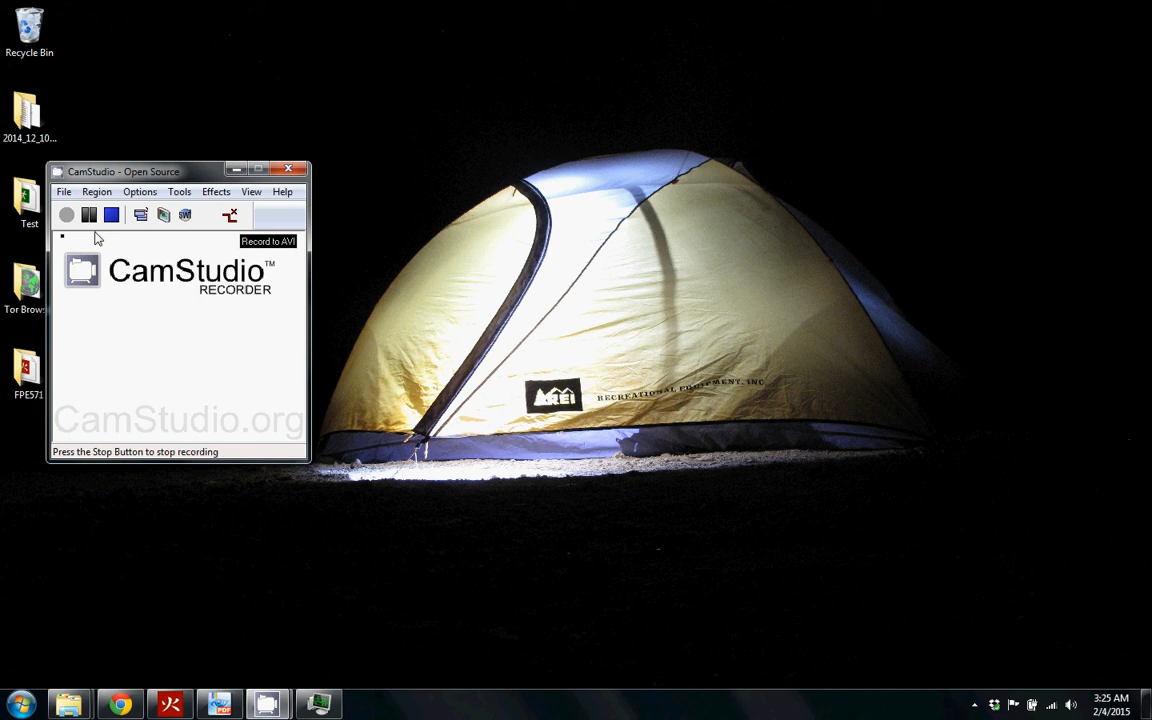 Recycle Bin
2014_12_10...
Test
Tor Brows
FPE571
CamStudio - Open Source
File Region Options Tools Effects View Help
Record to AVI
CamStudio™
RECORDER
CamStudio.org
Press the Stop Button to stop recording
REI
RECREATIONAL EQUIPMENT, INC
PDF
3:25 AM
2/4/2015